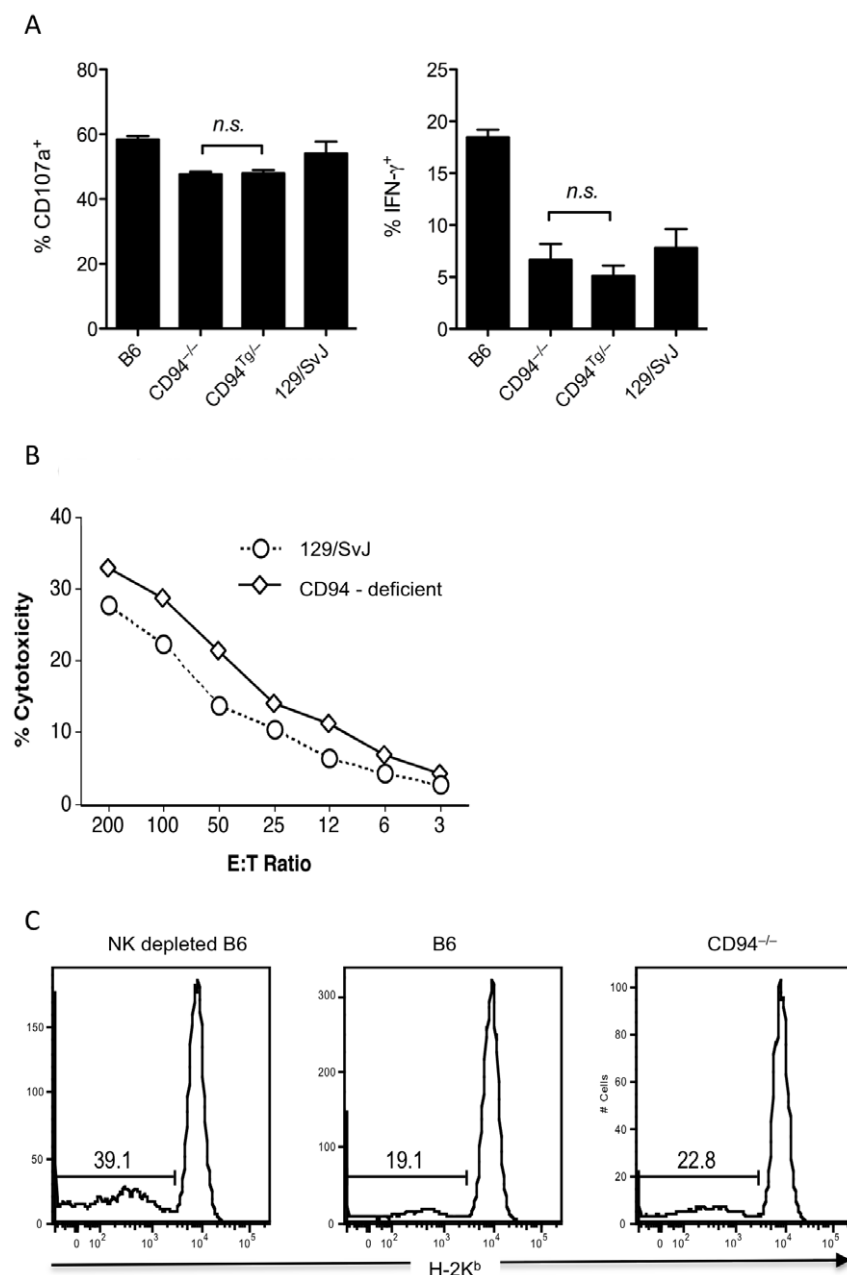 A
80
60
40
20
0
% CD107a⁺
n.s.
B6
CD94⁻/⁻
CD94ᵀᵍ/⁻
129/SvJ
25
20
15
10
5
0
% IFN-γ⁺
n.s.
B6
CD94⁻/⁻
CD94ᵀᵍ/⁻
129/SvJ
B
40
30
20
10
0
% Cytotoxicity
129/SvJ
CD94 - deficient
200 100 50 25 12 6 3
E:T Ratio
C
NK depleted B6
150
100
50
0
39.1
0 10² 10³ 10⁴ 10⁵
B6
300
200
100
0
19.1
0 10² 10³ 10⁴ 10⁵
CD94⁻/⁻
# Cells
100
80
60
40
20
0
22.8
0 10² 10³ 10⁴ 10⁵
H-2Kᵇ